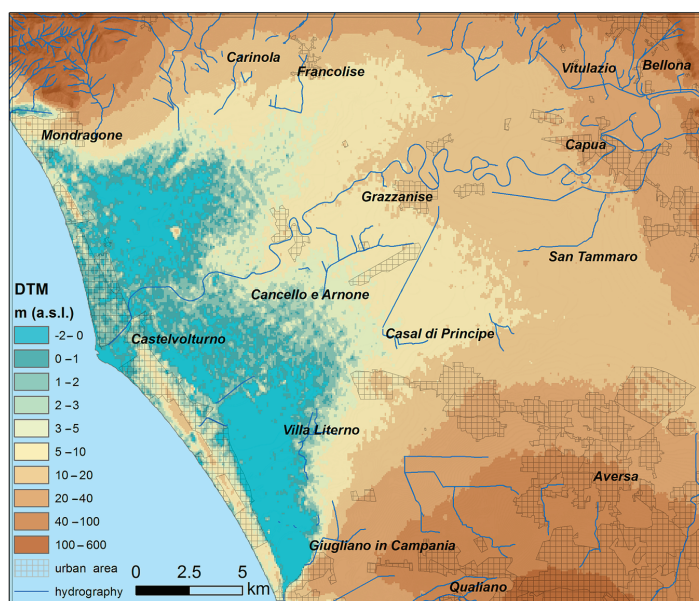 Carinola
Francolise
Vitulazio
Bellona
Mondragone
Capua
Grazzanise
San Tammaro
Cancello e Arnone
Castelvolturno
Casal di Principe
Villa Literno
Aversa
Giugliano in Campania
Qualiano
DTM
m (a.s.l.)
-2 – 0
0 – 1
1 – 2
2 – 3
3 – 5
5 – 10
10 – 20
20 – 40
40 – 100
100 – 600
urban area
hydrography
0 2.5 5
km